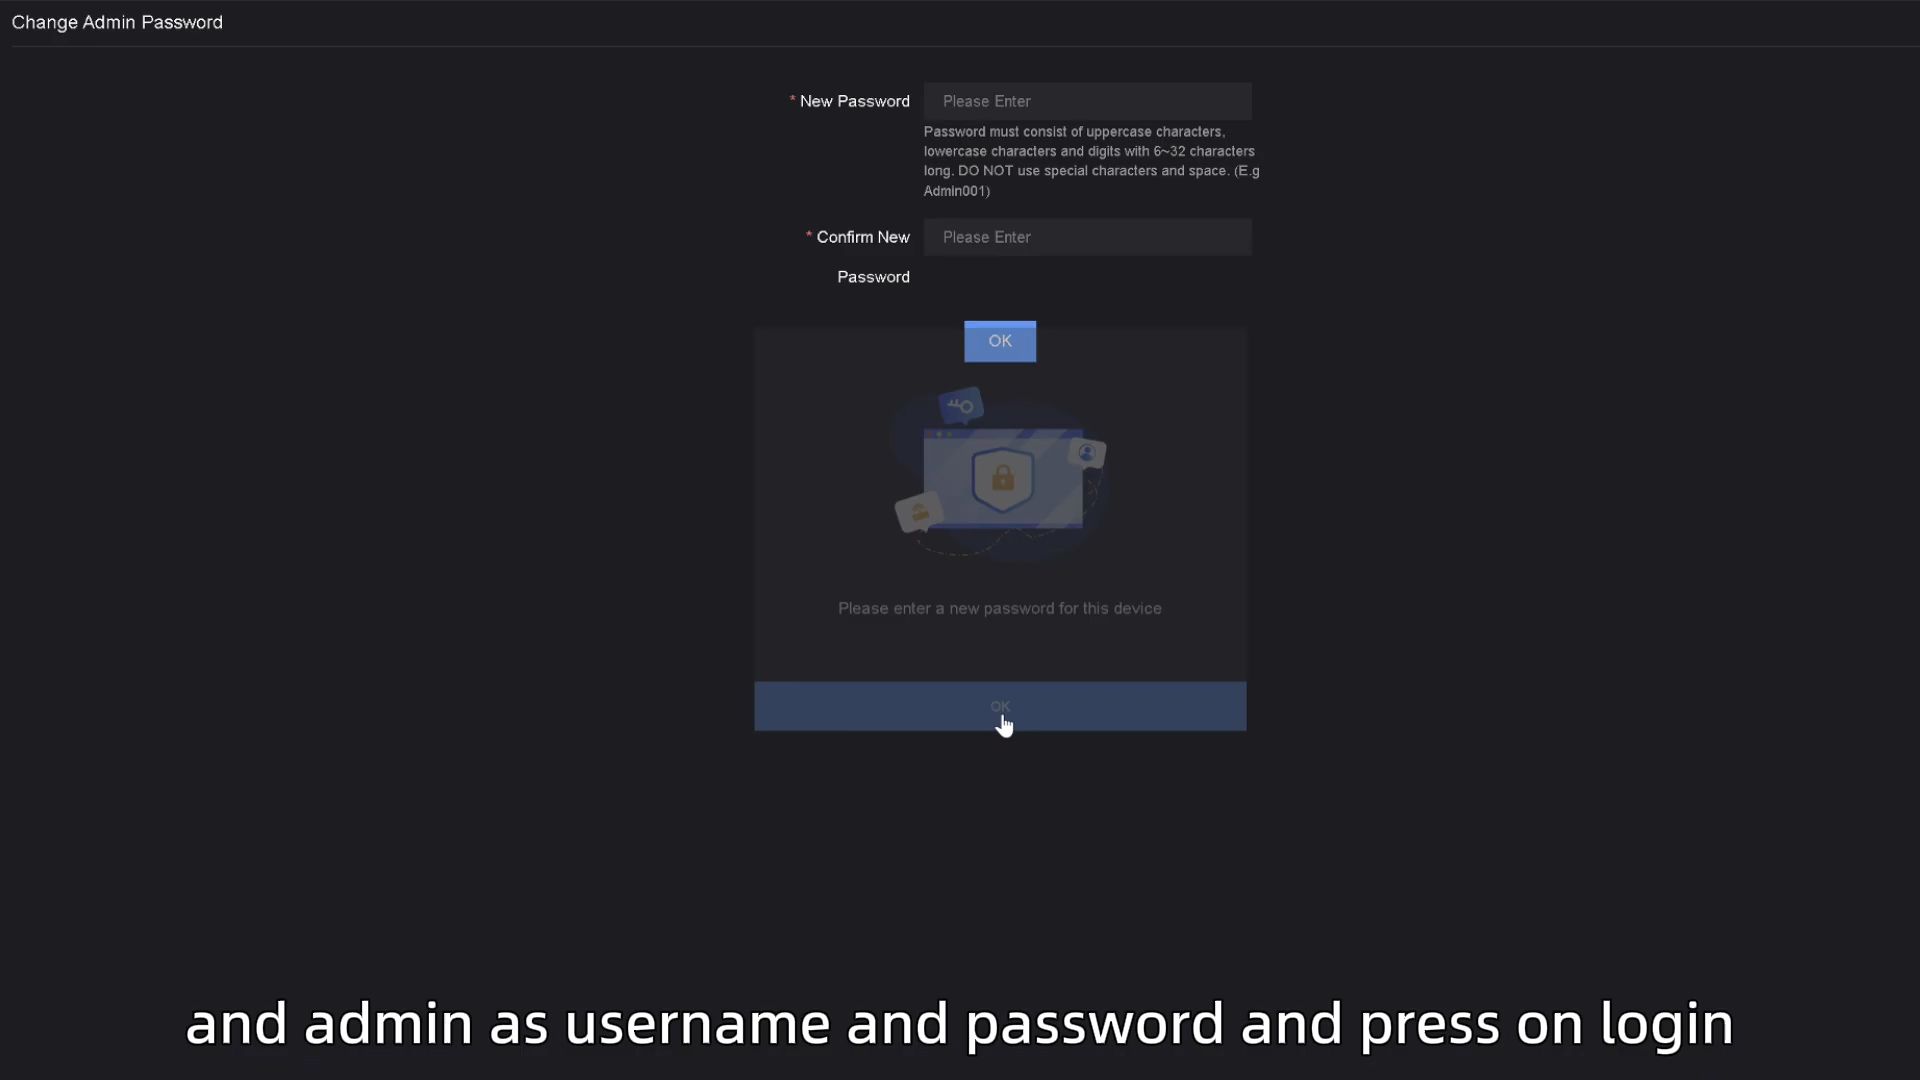 Change Admin Password
* New Password
Please Enter
Password must consist of uppercase characters,
lowercase characters and digits with 6~32 characters
long. DO NOT use special characters and space. (E.g
Admin001)
* Confirm New
Password
Please Enter
OK
Please enter a new password for this device
OK
and admin as username and password and press on login